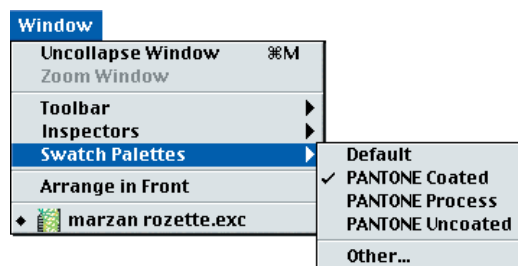 Window
Uncollapse Window ⌘M
Zoom Window
Toolbar
Inspectors
Swatch Palettes
Arrange in Front
marzan rozette.exc
Default
✓ PANTONE Coated
PANTONE Process
PANTONE Uncoated
Other...